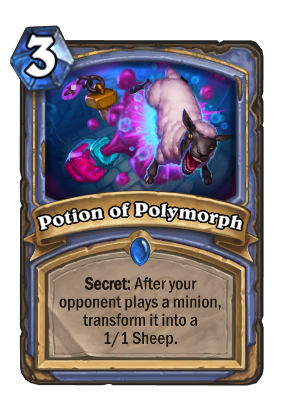 3
Potion of Polymorph
Secret: After your
opponent plays a minion,
transform it into a
1/1 Sheep.